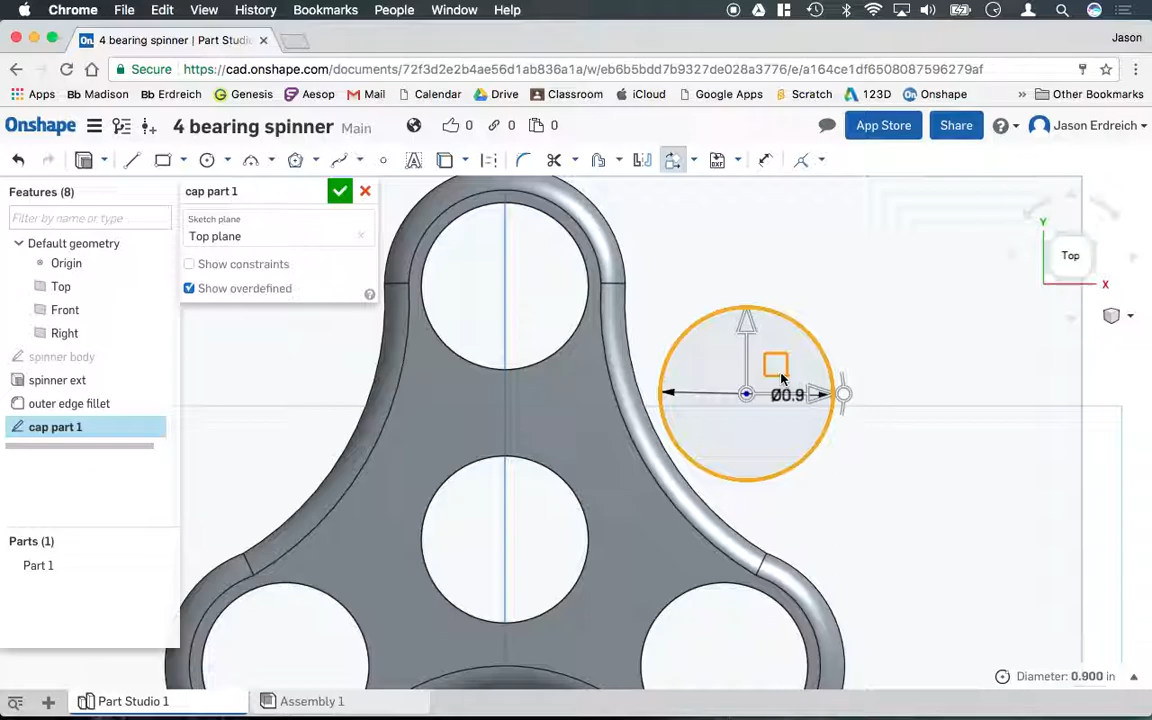 Chrome File Edit View History Bookmarks People Window Help
4 bearing spinner | Part Studio
Jason
Secure https://cad.onshape.com/documents/72f3d2e2b4ae56d1ab836a1a/w/eb6b5bdd7b9327de028a3776/e/a164ce1df6508087596279af
Apps Bb Madison Bb Erdreich Genesis Aesop Mail Calendar Drive Classroom iCloud Google Apps Scratch 123D Onshape » Other Bookmarks
Onshape 4 bearing spinner Main 0 0 0 App Store Share Jason Erdreich
Features (8)
Filter by name or type
Default geometry
Origin
Top
Front
Right
spinner body
spinner ext
outer edge fillet
cap part 1
Parts (1)
Part 1
cap part 1
Sketch plane
Top plane
Show constraints
Show overdefined
Ø0.9
Y
Top
X
Diameter: 0.900 in
Part Studio 1 Assembly 1